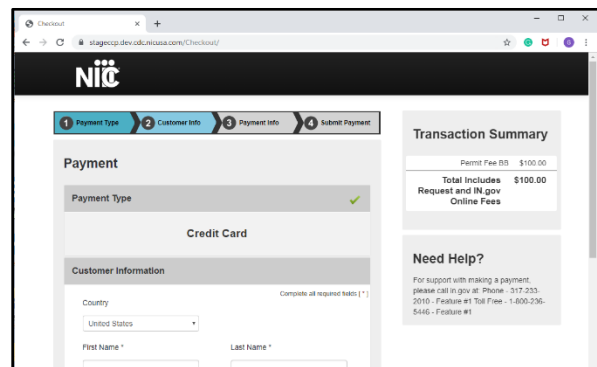 Checkout
stageccp.dev.cdc.nicusa.com/Checkout/
NIC
1 Payment Type 2 Customer Info 3 Payment Info 4 Submit Payment
Payment
Payment Type
Credit Card
Customer Information
Complete all required fields [ * ]
Country
United States
First Name *
Last Name *
Transaction Summary
Permit Fee BB $100.00
Total Includes $100.00
Request and IN.gov
Online Fees
Need Help?
For support with making a payment,
please call in.gov at: Phone - 317-233-
2010 - Feature #1 Toll Free - 1-800-236-
5446 - Feature #1